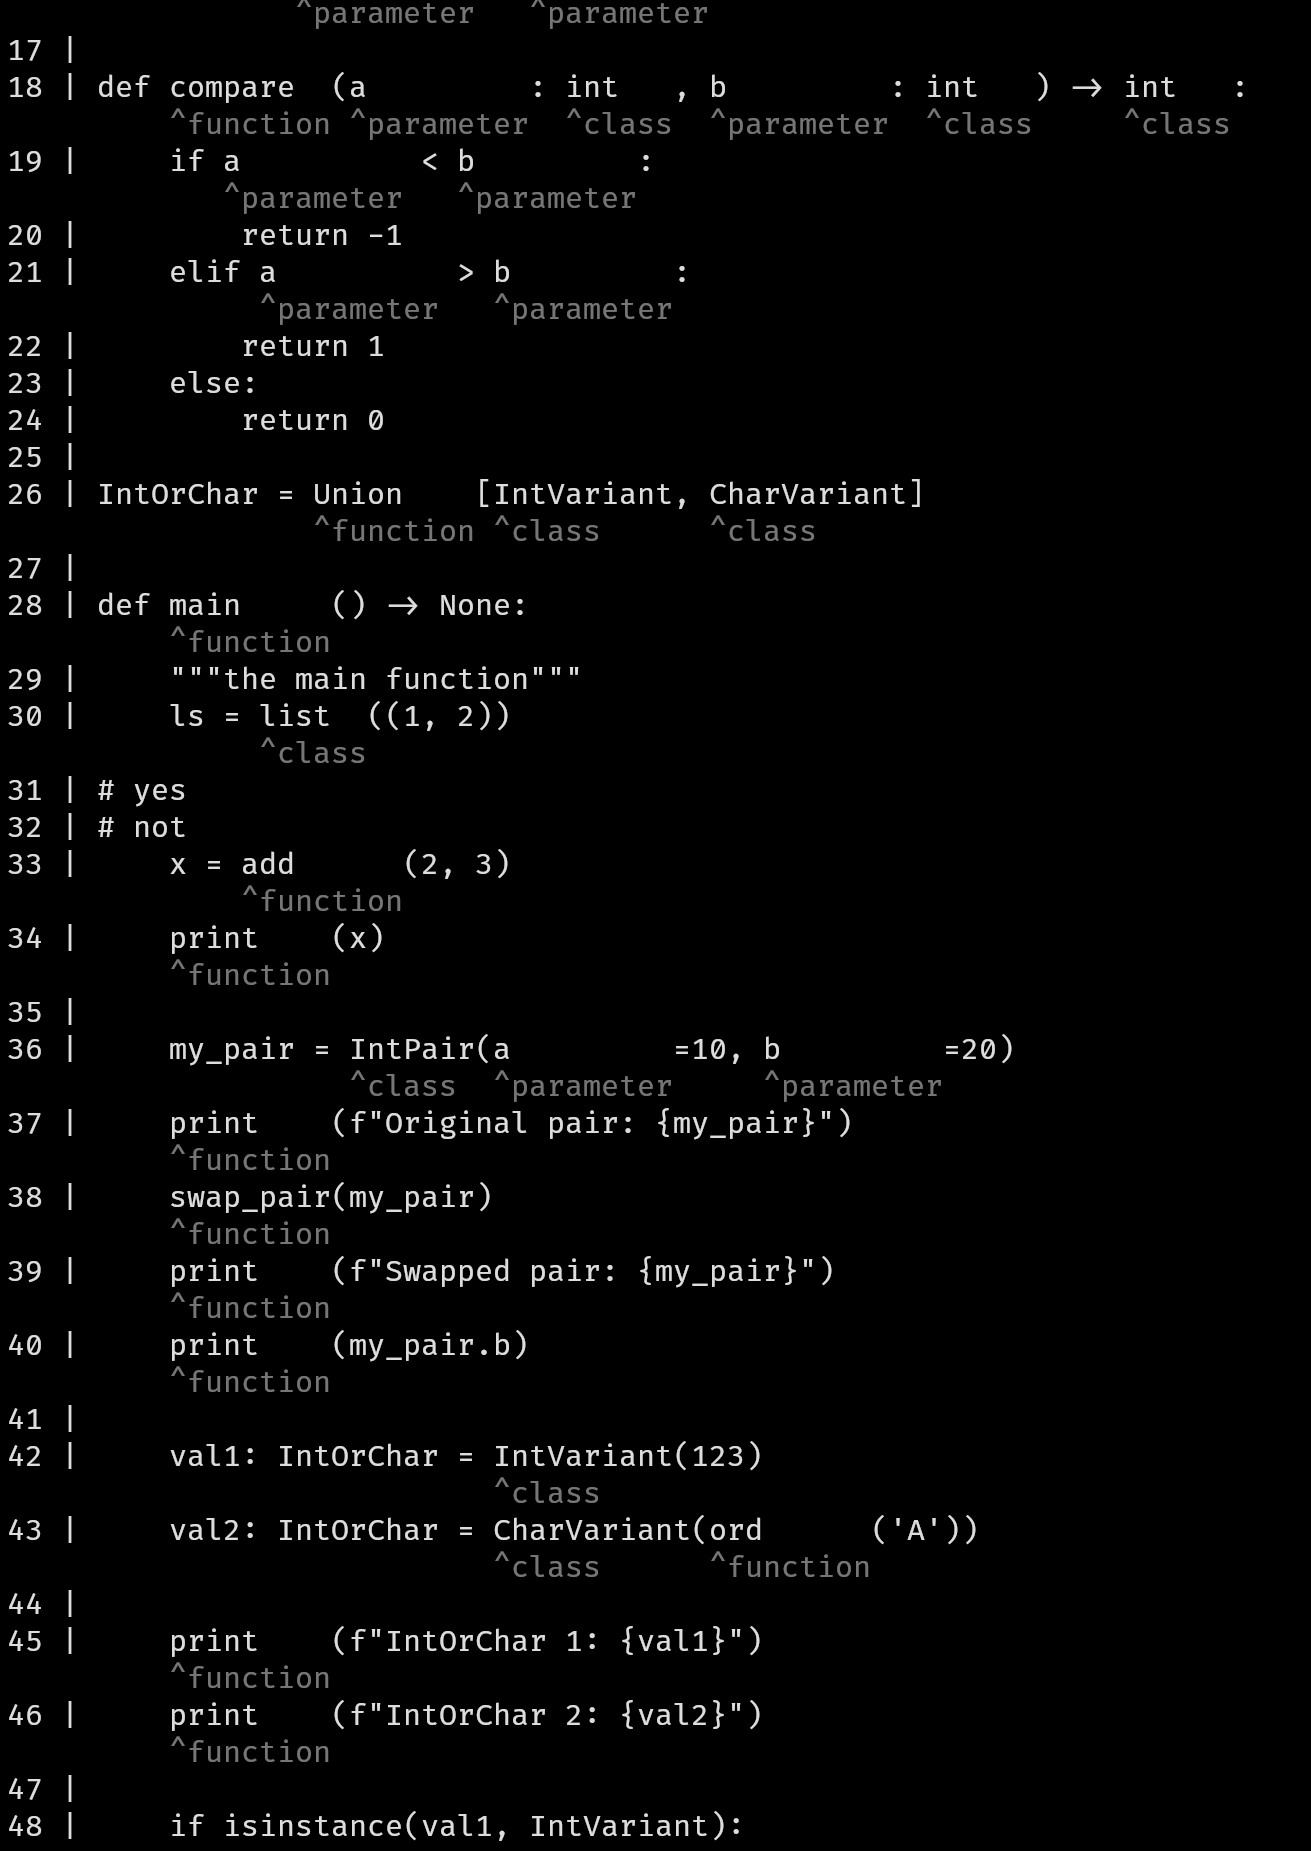 ^parameter   ^parameter
17 |
18 | def compare  (a         : int   , b         : int   ) → int   :
         ^function ^parameter  ^class  ^parameter  ^class     ^class
19 |     if a          < b         :
            ^parameter   ^parameter
20 |         return -1
21 |     elif a          > b         :
              ^parameter   ^parameter
22 |         return 1
23 |     else:
24 |         return 0
25 |
26 | IntOrChar = Union    [IntVariant, CharVariant]
                 ^function ^class      ^class
27 |
28 | def main     () → None:
         ^function
29 |     """the main function"""
30 |     ls = list  ((1, 2))
              ^class
31 | # yes
32 | # not
33 |     x = add      (2, 3)
             ^function
34 |     print    (x)
         ^function
35 |
36 |     my_pair = IntPair(a         =10, b         =20)
                   ^class  ^parameter     ^parameter
37 |     print    (f"Original pair: {my_pair}")
         ^function
38 |     swap_pair(my_pair)
         ^function
39 |     print    (f"Swapped pair: {my_pair}")
         ^function
40 |     print    (my_pair.b)
         ^function
41 |
42 |     val1: IntOrChar = IntVariant(123)
                           ^class
43 |     val2: IntOrChar = CharVariant(ord      ('A'))
                           ^class      ^function
44 |
45 |     print    (f"IntOrChar 1: {val1}")
         ^function
46 |     print    (f"IntOrChar 2: {val2}")
         ^function
47 |
48 |     if isinstance(val1, IntVariant):